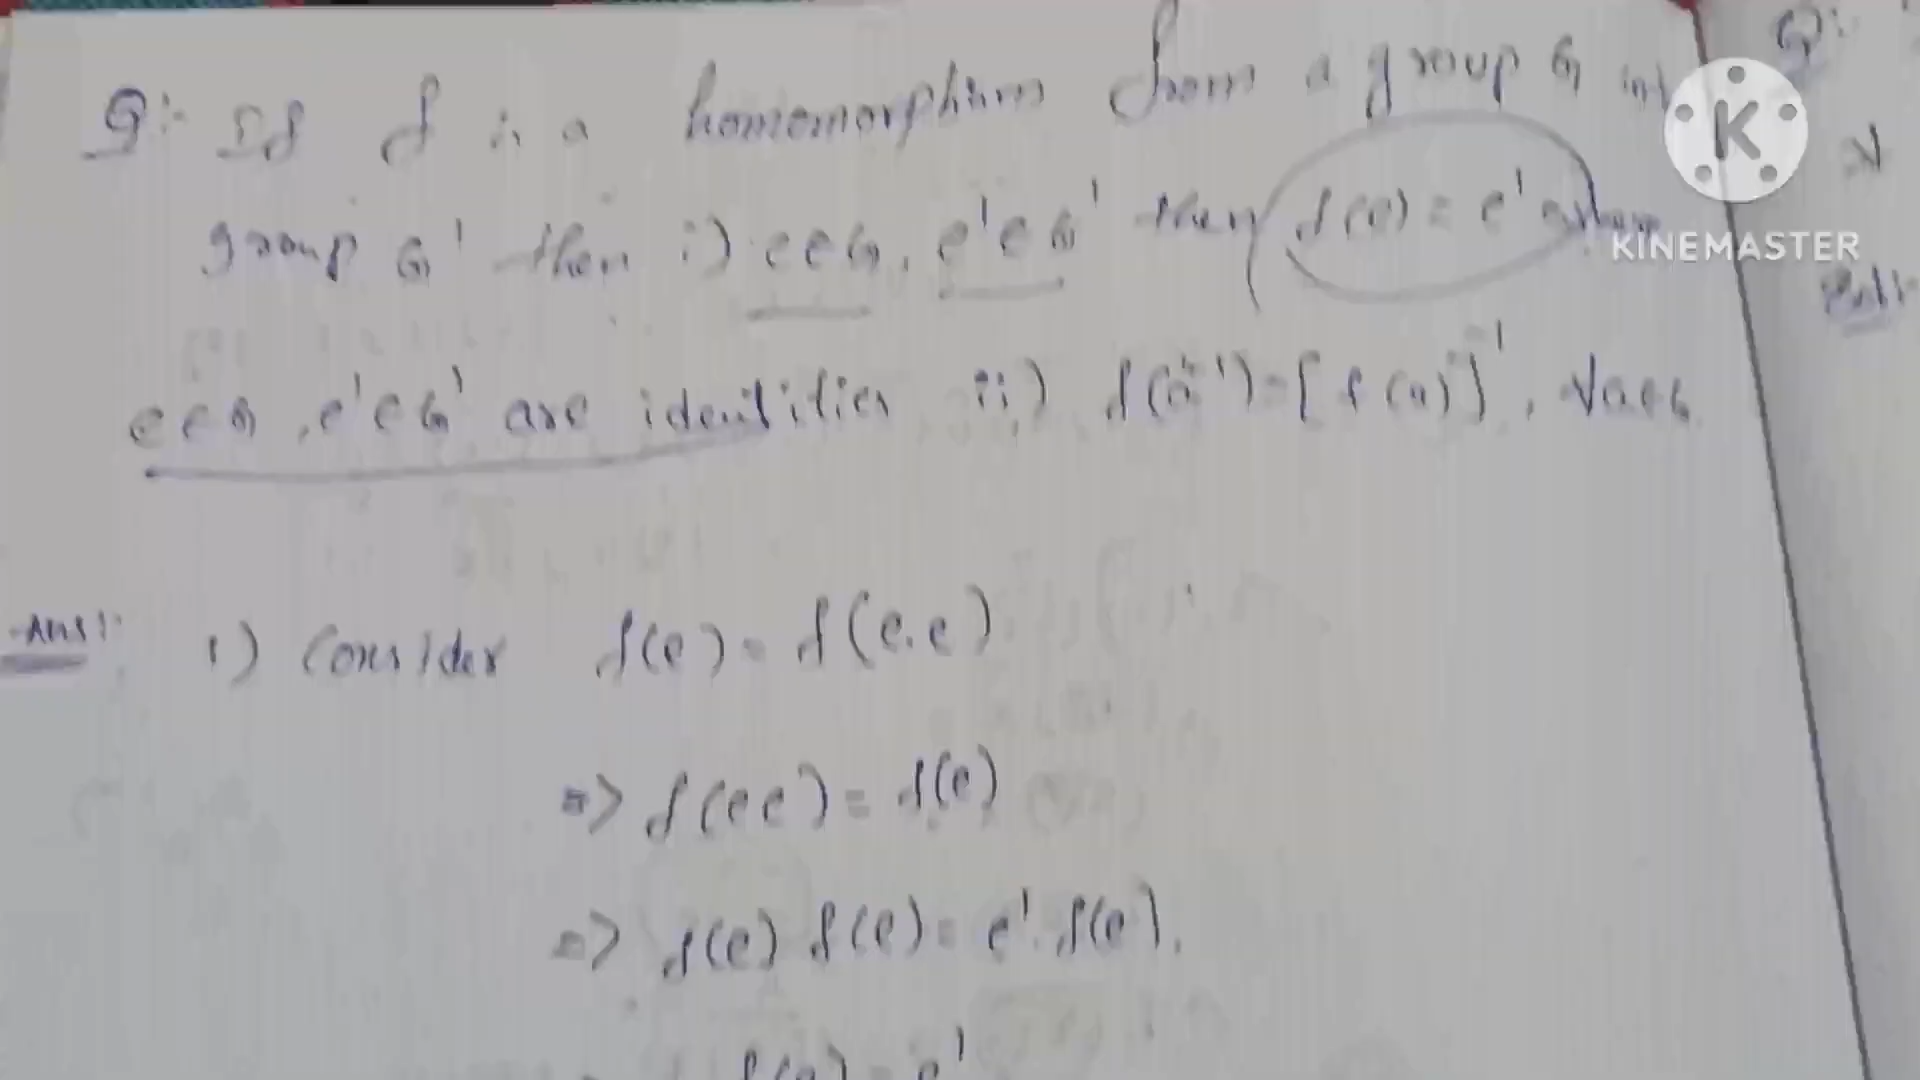 Q:- If f is a homomorphism from a group G int
group G' then i) e∈G, e'∈G' then f(e) = e' where
e∈G, e'∈G' are identities ii) f(a⁻¹) = [f(a)]⁻¹, ∀a∈G.
Ans:
1) Consider f(e) = f(e.e)
=> f(ee) = f(e)
=> f(e) f(e) = e'. f(e).
f(e) = e'
Q:-
K
KINEMASTER